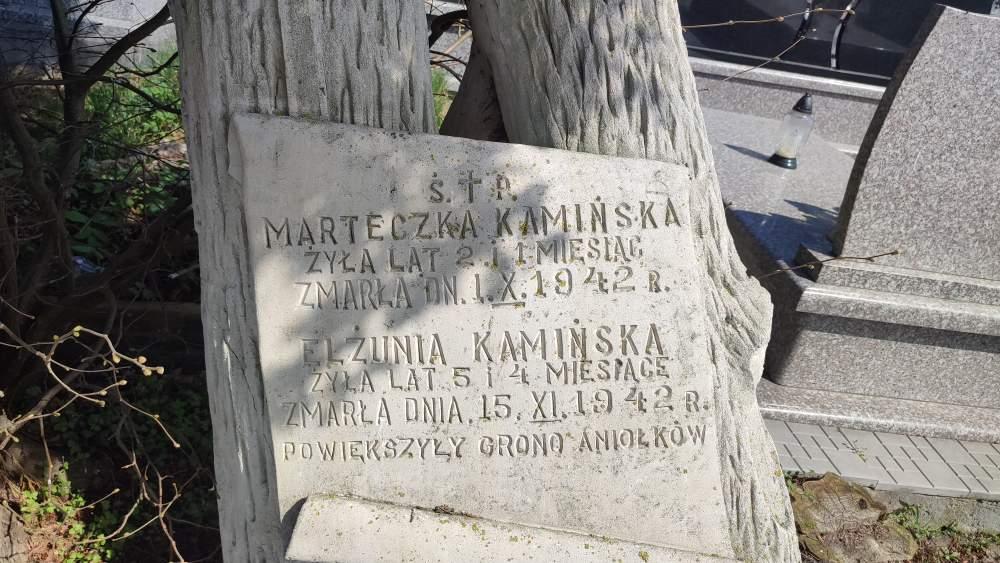 Ś. † P.
MARTECZKA KAMIŃSKA
ŻYŁA LAT 2 i 1 MIESIĄC
ZMARŁA DN. 1. X. 1942 R.
ELŻUNIA KAMIŃSKA
ŻYŁA LAT 5 i 4 MIESIĄCE
ZMARŁA DNIA. 15. XI. 1942 R.
POWIĘKSZYŁY GRONO ANIOŁKÓW